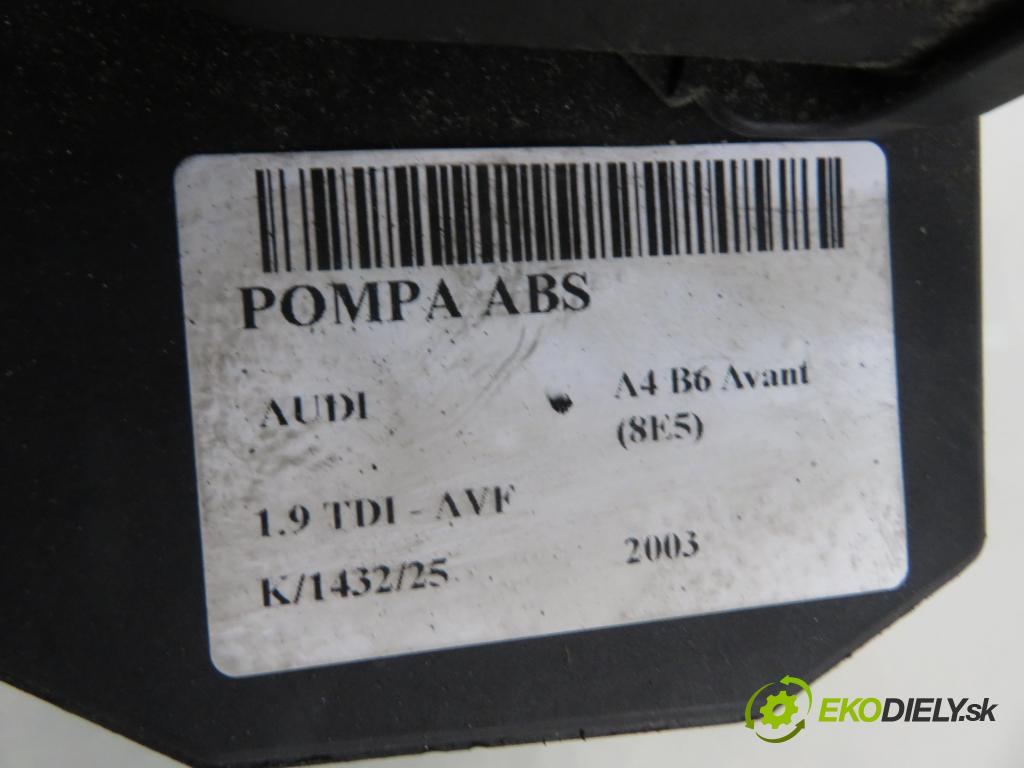 POMPA ABS
AUDI
A4 B6 Avant
(8E5)
1.9 TDI - AVF
2003
K/1432/25
EKODIELY.sk